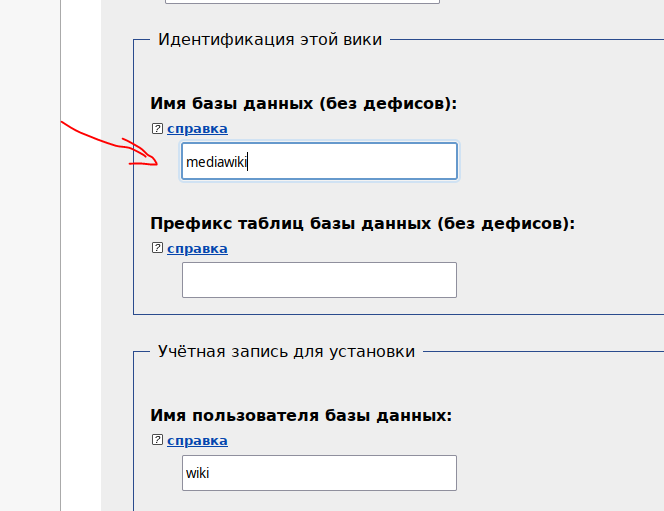 Идентификация этой вики
Имя базы данных (без дефисов):
? справка
mediawiki
Префикс таблиц базы данных (без дефисов):
? справка
Учётная запись для установки
Имя пользователя базы данных:
? справка
wiki